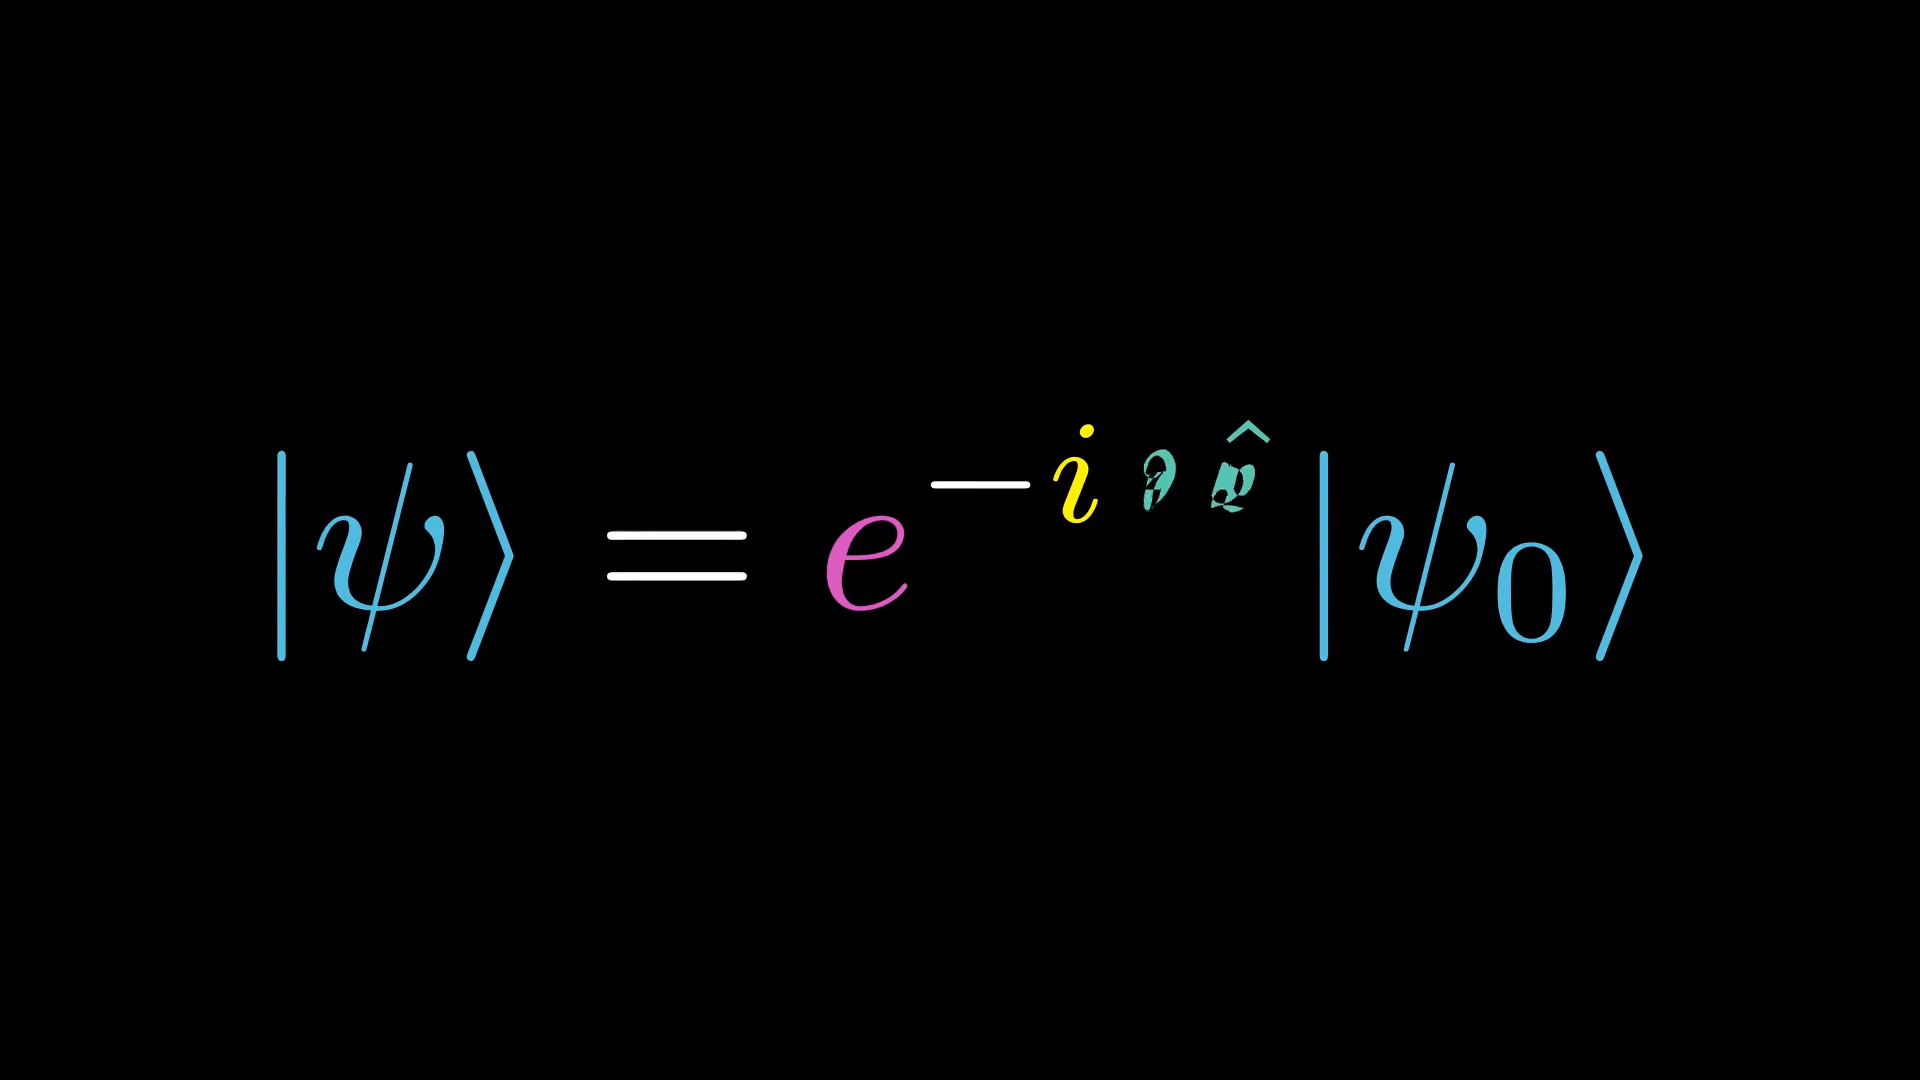 |ψ⟩ = e^{-i} |ψ₀⟩